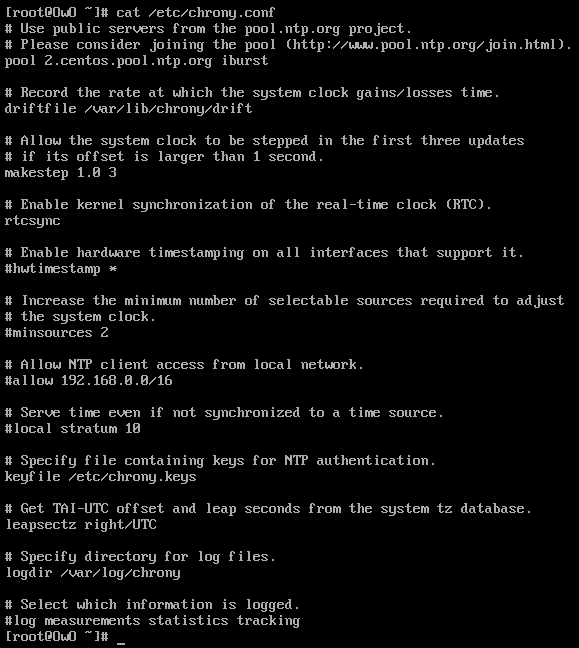 [root@OwO ~]# cat /etc/chrony.conf
# Use public servers from the pool.ntp.org project.
# Please consider joining the pool (http://www.pool.ntp.org/join.html).
pool 2.centos.pool.ntp.org iburst

# Record the rate at which the system clock gains/losses time.
driftfile /var/lib/chrony/drift

# Allow the system clock to be stepped in the first three updates
# if its offset is larger than 1 second.
makestep 1.0 3

# Enable kernel synchronization of the real-time clock (RTC).
rtcsync

# Enable hardware timestamping on all interfaces that support it.
#hwtimestamp *

# Increase the minimum number of selectable sources required to adjust
# the system clock.
#minsources 2

# Allow NTP client access from local network.
#allow 192.168.0.0/16

# Serve time even if not synchronized to a time source.
#local stratum 10

# Specify file containing keys for NTP authentication.
keyfile /etc/chrony.keys

# Get TAI-UTC offset and leap seconds from the system tz database.
leapsectz right/UTC

# Specify directory for log files.
logdir /var/log/chrony

# Select which information is logged.
#log measurements statistics tracking
[root@OwO ~]# _